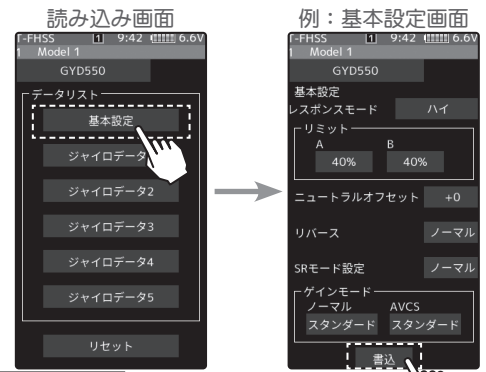 読み込み画面
T-FHSS 1 9:42 6.6V
1 Model 1
GYD550
データリスト
基本設定
ジャイロデータ
ジャイロデータ2
ジャイロデータ3
ジャイロデータ4
ジャイロデータ5
リセット
例：基本設定画面
T-FHSS 1 9:42 6.6V
1 Model 1
GYD550
基本設定
レスポンスモード ハイ
リミット
A B
40% 40%
ニュートラルオフセット +0
リバース ノーマル
SRモード設定 ノーマル
ゲインモード
ノーマル AVCS
スタンダード スタンダード
書込